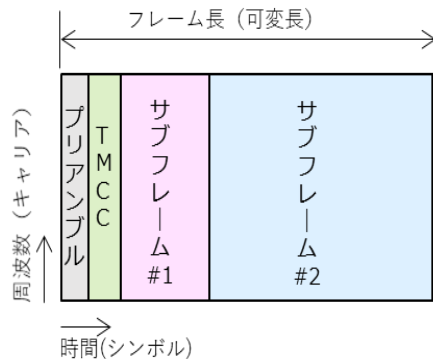 フレーム長（可変長）
周波数（キャリア）
プリアンブル
TMCC
サブフレーム
#1
サブフレーム
#2
時間(シンボル)